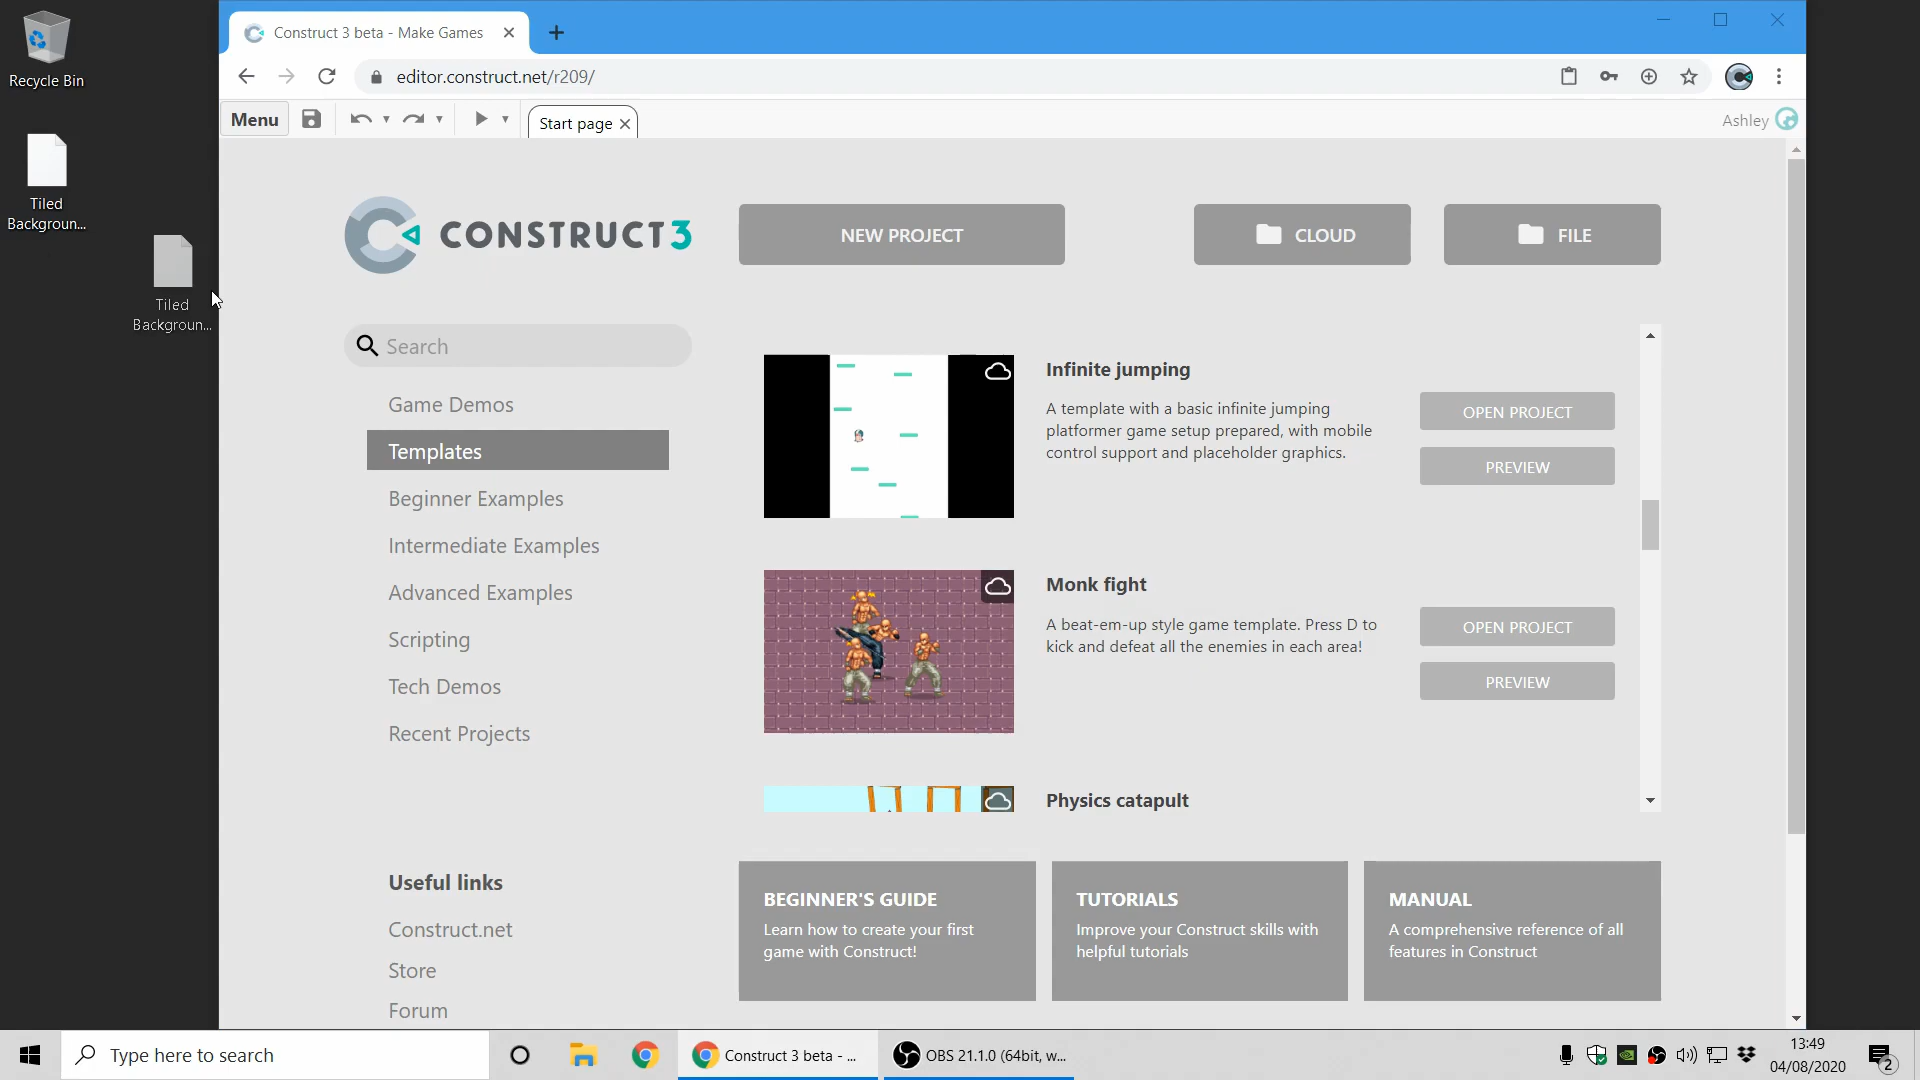 Recycle Bin
Tiled
Backgroun...
Tiled
Backgroun...
Construct 3 beta - Make Games
editor.construct.net/r209/
Menu
Start page
Ashley
CONSTRUCT 3
NEW PROJECT
CLOUD
FILE
Search
Game Demos
Templates
Beginner Examples
Intermediate Examples
Advanced Examples
Scripting
Tech Demos
Recent Projects
Infinite jumping
A template with a basic infinite jumping
platformer game setup prepared, with mobile
control support and placeholder graphics.
OPEN PROJECT
PREVIEW
Monk fight
A beat-em-up style game template. Press D to
kick and defeat all the enemies in each area!
OPEN PROJECT
PREVIEW
Physics catapult
Useful links
Construct.net
Store
Forum
BEGINNER'S GUIDE
Learn how to create your first
game with Construct!
TUTORIALS
Improve your Construct skills with
helpful tutorials
MANUAL
A comprehensive reference of all
features in Construct
Type here to search
Construct 3 beta - ...
OBS 21.1.0 (64bit, w...
13:49
04/08/2020
2